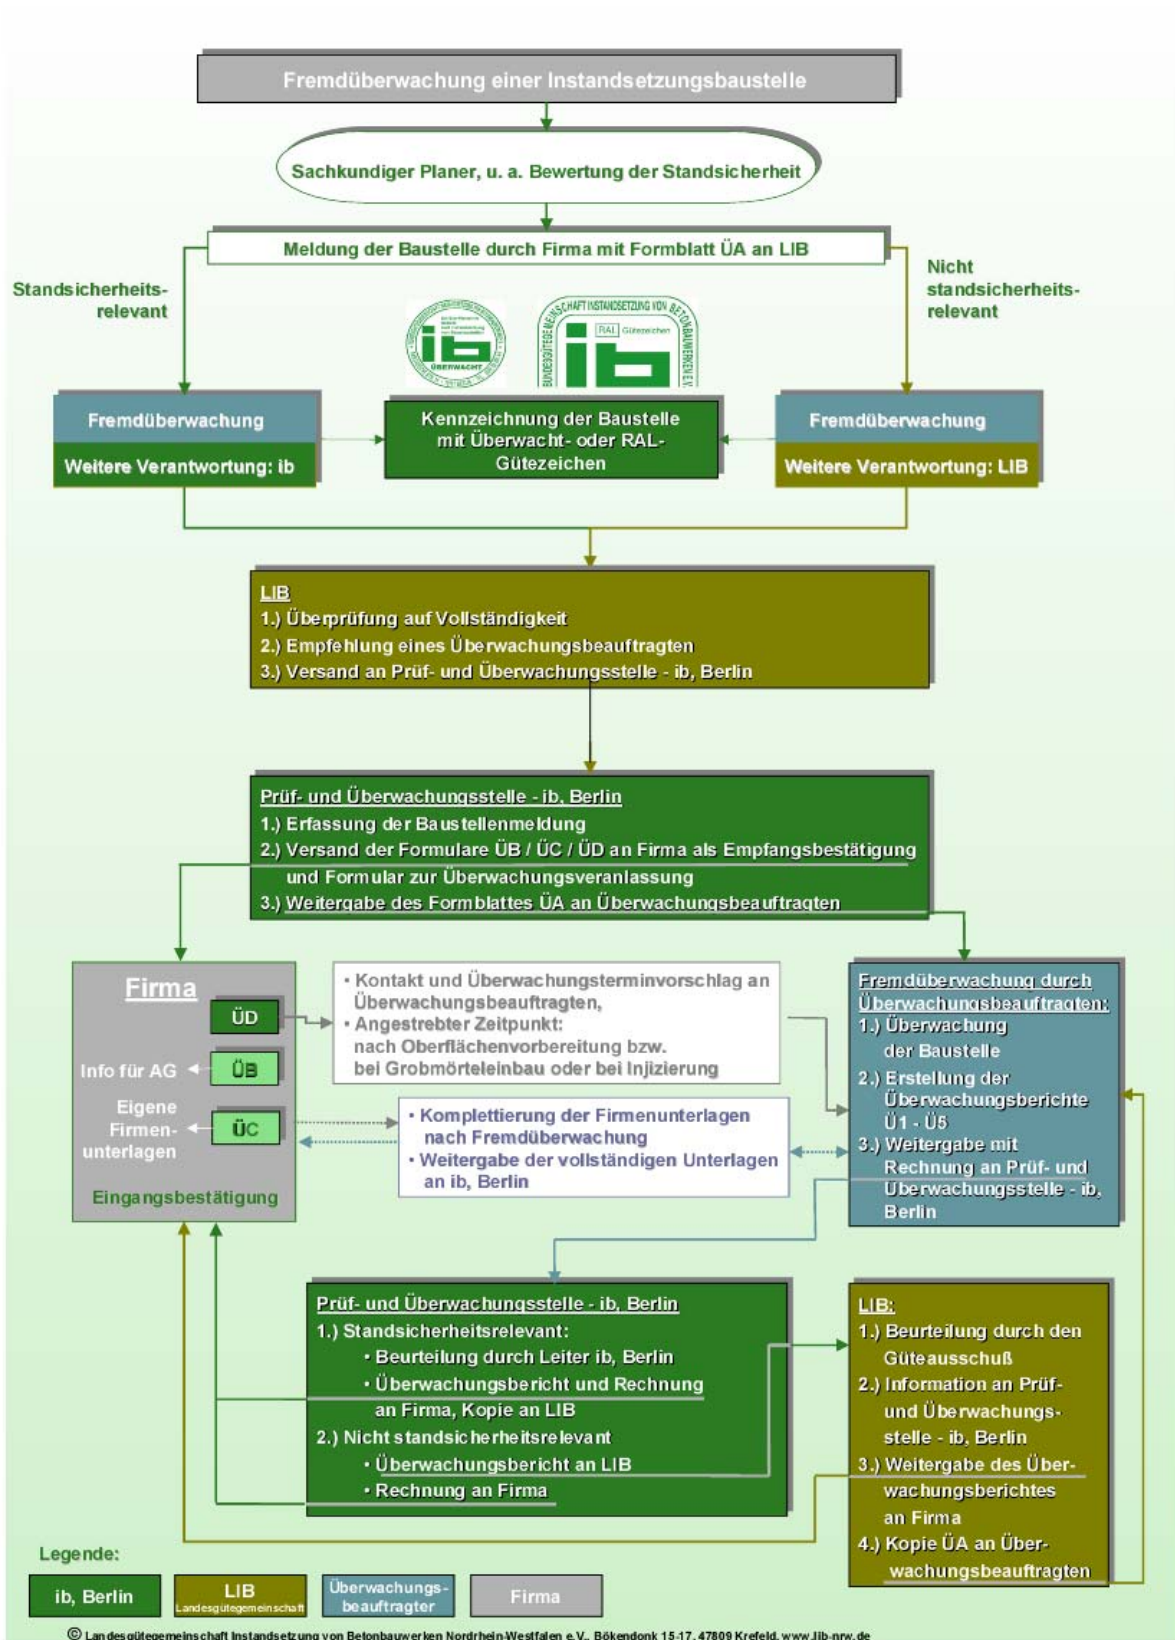 Fremdüberwachung einer Instandsetzungsbaustelle
Sachkundiger Planer, u. a. Bewertung der Standsicherheit
Meldung der Baustelle durch Firma mit Formblatt ÜA an LIB
Standsicherheits-
relevant
Nicht
standsicherheits-
relevant
ib
ÜBERWACHT
BUNDESGÜTEGEMEINSCHAFT INSTANDSETZUNG VON BETONBAUWERKEN E.V.
RAL Gütezeichen
ib
Fremdüberwachung
Weitere Verantwortung: ib
Kennzeichnung der Baustelle
mit Überwacht- oder RAL-
Gütezeichen
Fremdüberwachung
Weitere Verantwortung: LIB
LIB
1.) Überprüfung auf Vollständigkeit
2.) Empfehlung eines Überwachungsbeauftragten
3.) Versand an Prüf- und Überwachungsstelle - ib, Berlin
Prüf- und Überwachungsstelle - ib, Berlin
1.) Erfassung der Baustellenmeldung
2.) Versand der Formulare ÜB / ÜC / ÜD an Firma als Empfangsbestätigung
und Formular zur Überwachungsveranlassung
3.) Weitergabe des Formblattes ÜA an Überwachungsbeauftragten
Firma
ÜD
Info für AG
ÜB
Eigene
Firmen-
unterlagen
ÜC
Eingangsbestätigung
• Kontakt und Überwachungsterminvorschlag an
Überwachungsbeauftragten,
• Angestrebter Zeitpunkt:
nach Oberflächenvorbereitung bzw.
bei Grobmörteleinbau oder bei Injizierung
• Komplettierung der Firmenunterlagen
nach Fremdüberwachung
• Weitergabe der vollständigen Unterlagen
an ib, Berlin
Fremdüberwachung durch
Überwachungsbeauftragten:
1.) Überwachung
der Baustelle
2.) Erstellung der
Überwachungsberichte
Ü1 - Ü5
3.) Weitergabe mit
Rechnung an Prüf- und
Überwachungsstelle - ib,
Berlin
Prüf- und Überwachungsstelle - ib, Berlin
1.) Standsicherheitsrelevant:
• Beurteilung durch Leiter ib, Berlin
• Überwachungsbericht und Rechnung
an Firma, Kopie an LIB
2.) Nicht standsicherheitsrelevant
• Überwachungsbericht an LIB
• Rechnung an Firma
LIB:
1.) Beurteilung durch den
Güteausschuß
2.) Information an Prüf-
und Überwachungs-
stelle - ib, Berlin
3.) Weitergabe des Über-
wachungsberichtes
an Firma
4.) Kopie ÜA an Über-
wachungsbeauftragten
Legende:
ib, Berlin
LIB
Landesgütegemeinschaft
Überwachungs-
beauftragter
Firma
© Landesgütegemeinschaft Instandsetzung von Betonbauwerken Nordrhein-Westfalen e.V., Bökendonk 15-17, 47809 Krefeld, www.lib-nrw.de